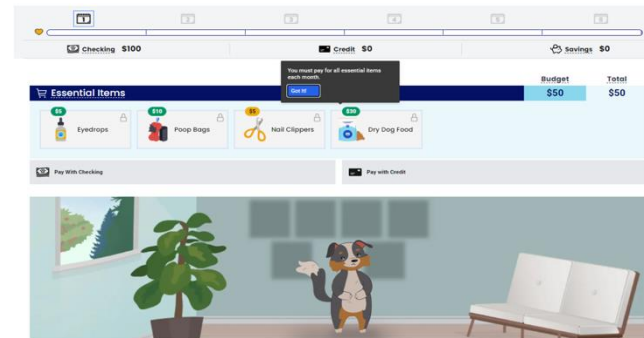 1 2 3 4 5 6
Checking $100 Credit $0 Savings $0
You must pay for all essential items
each month.
Got It!
Budget Total
Essential Items $50 $50
$5 $10 $5 $30
Eyedrops Poop Bags Nail Clippers Dry Dog Food
Pay With Checking Pay with Credit